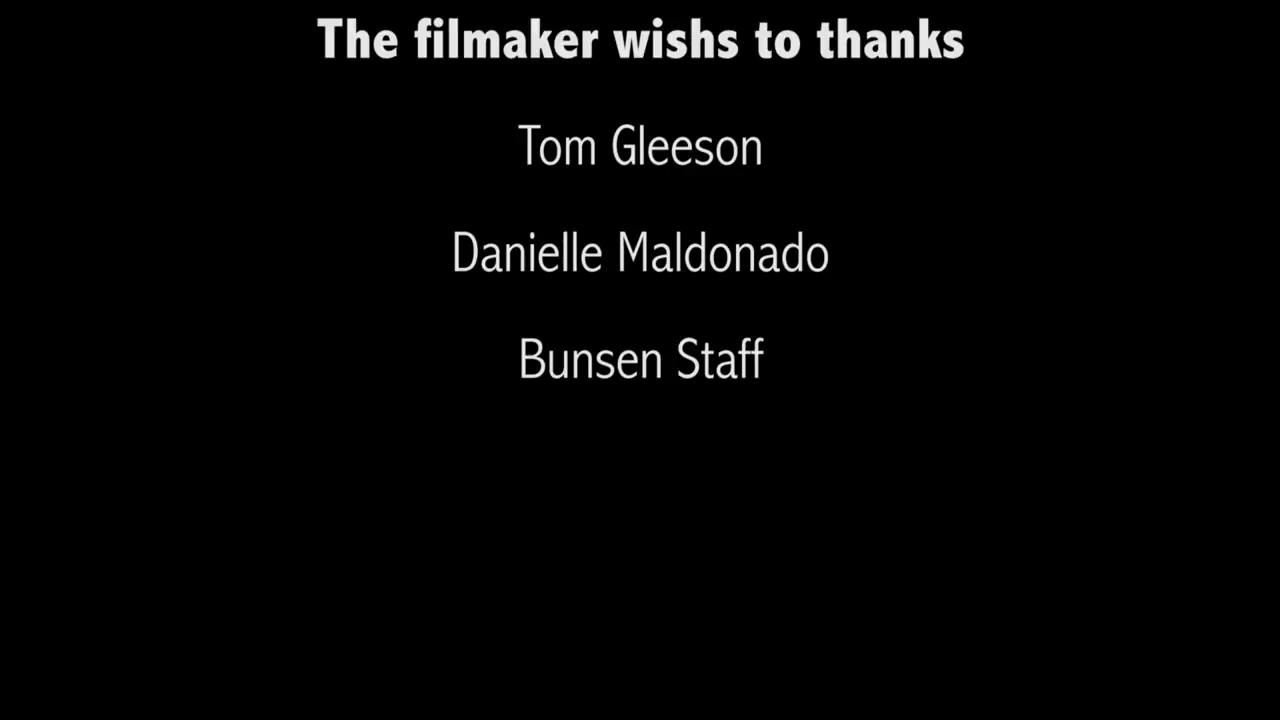 The filmaker wishs to thanks
Tom Gleeson
Danielle Maldonado
Bunsen Staff